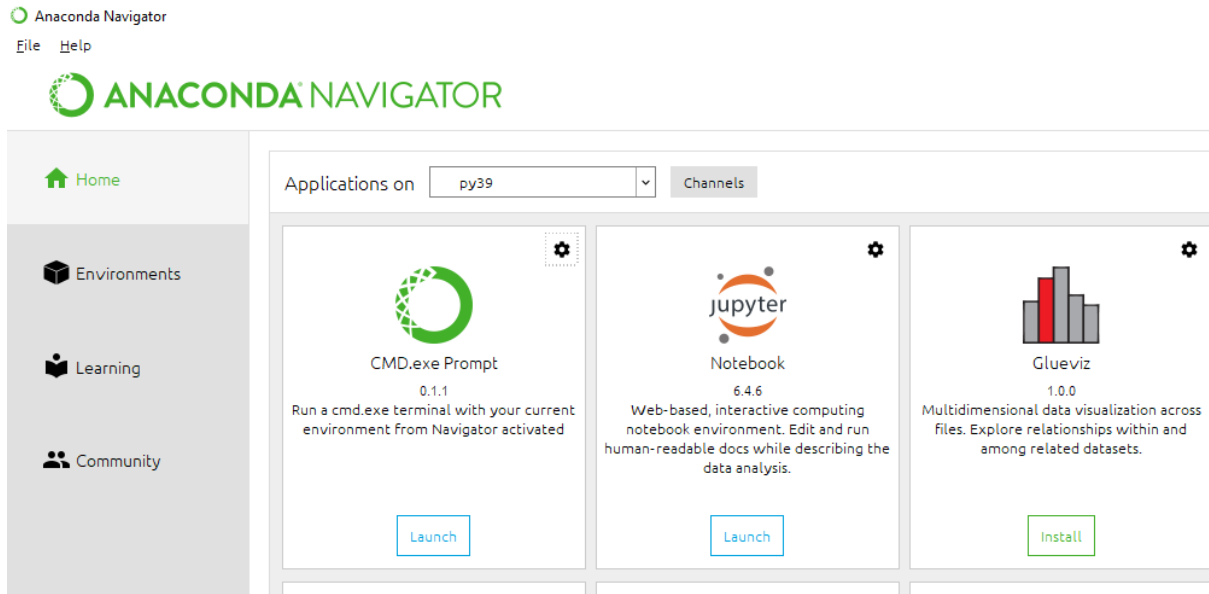 Anaconda Navigator
File Help
ANACONDA NAVIGATOR
Home
Environments
Learning
Community
Applications on py39 Channels
CMD.exe Prompt
0.1.1
Run a cmd.exe terminal with your current
environment from Navigator activated
Launch
jupyter
Notebook
6.4.6
Web-based, interactive computing
notebook environment. Edit and run
human-readable docs while describing the
data analysis.
Launch
Glueviz
1.0.0
Multidimensional data visualization across
files. Explore relationships within and
among related datasets.
Install